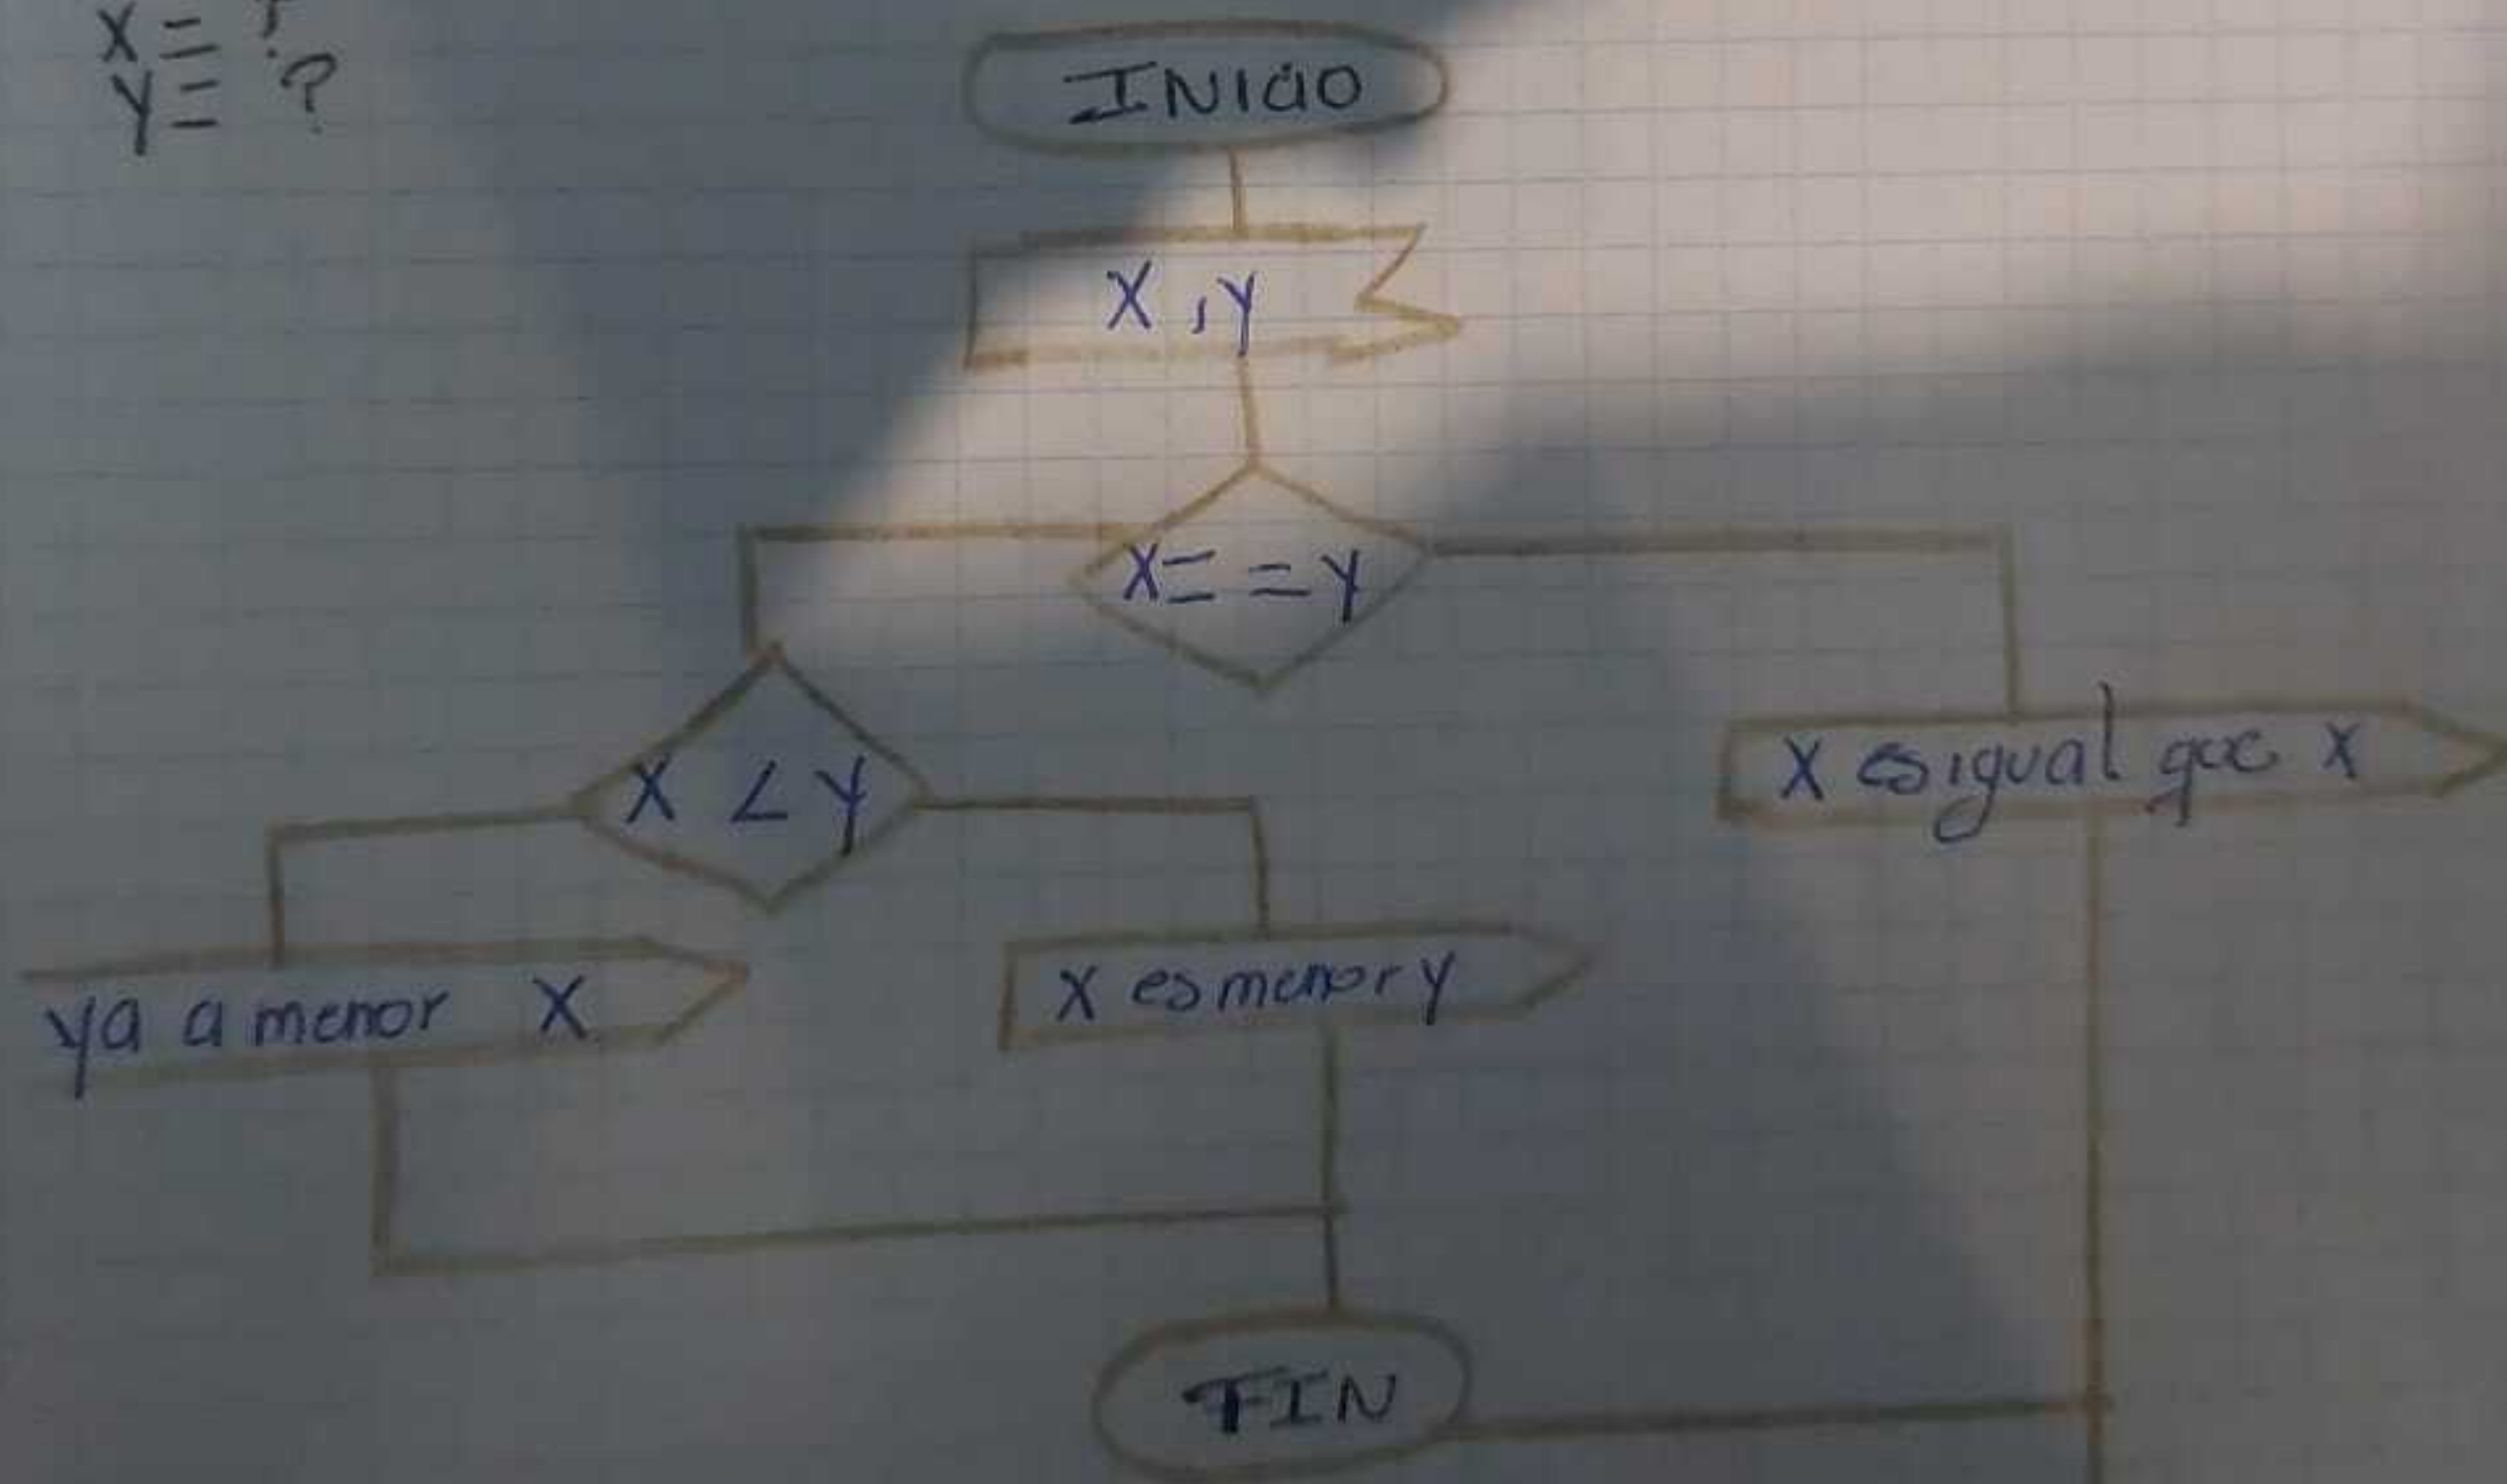 X = ?
Y = ?
INICIO
X , Y
X = = Y
X < Y
X es igual que X
ya a menor X
X es menor y
FIN